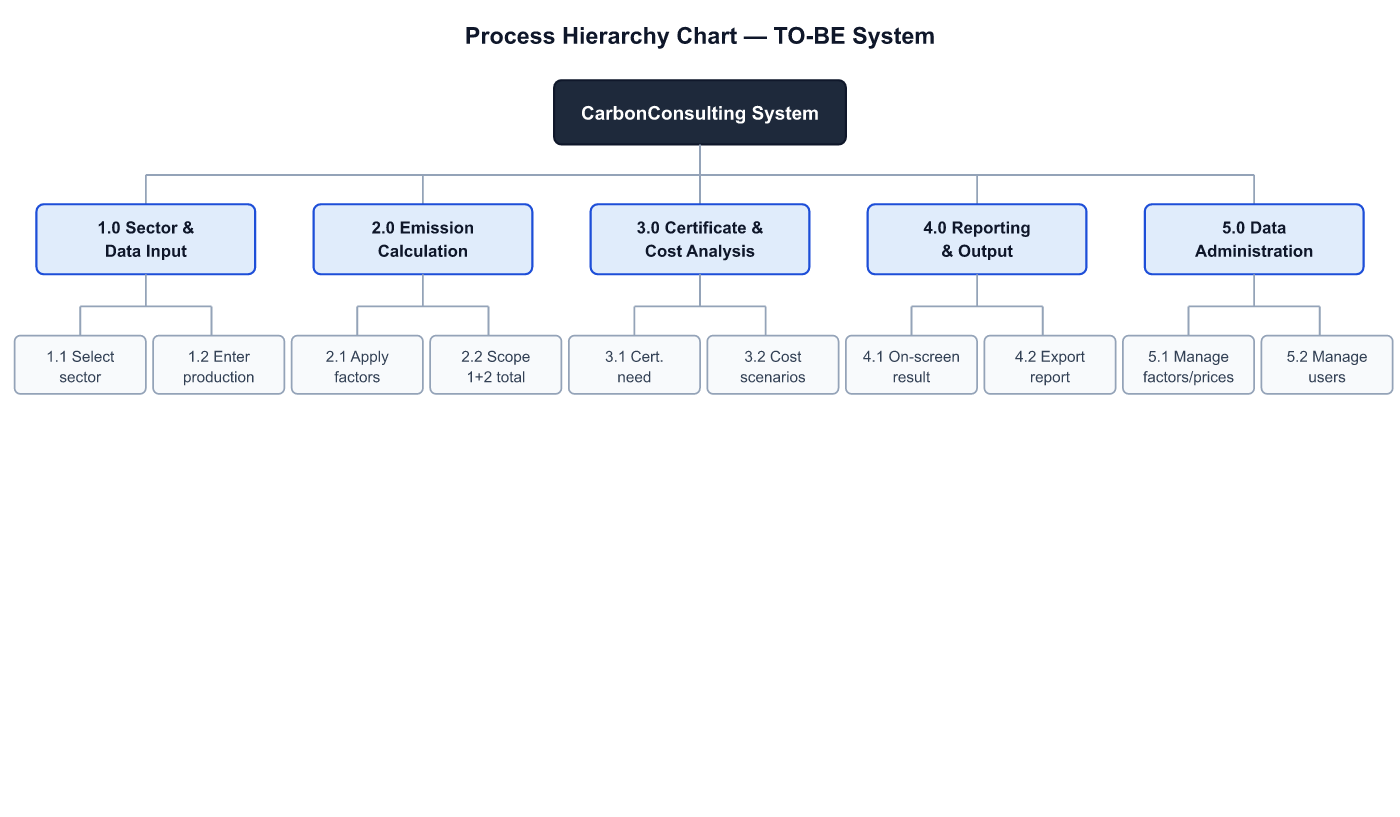 Process Hierarchy Chart — TO-BE System
CarbonConsulting System
1.0 Sector &
Data Input
2.0 Emission
Calculation
3.0 Certificate &
Cost Analysis
4.0 Reporting
& Output
5.0 Data
Administration
1.1 Select
sector
1.2 Enter
production
2.1 Apply
factors
2.2 Scope
1+2 total
3.1 Cert.
need
3.2 Cost
scenarios
4.1 On-screen
result
4.2 Export
report
5.1 Manage
factors/prices
5.2 Manage
users